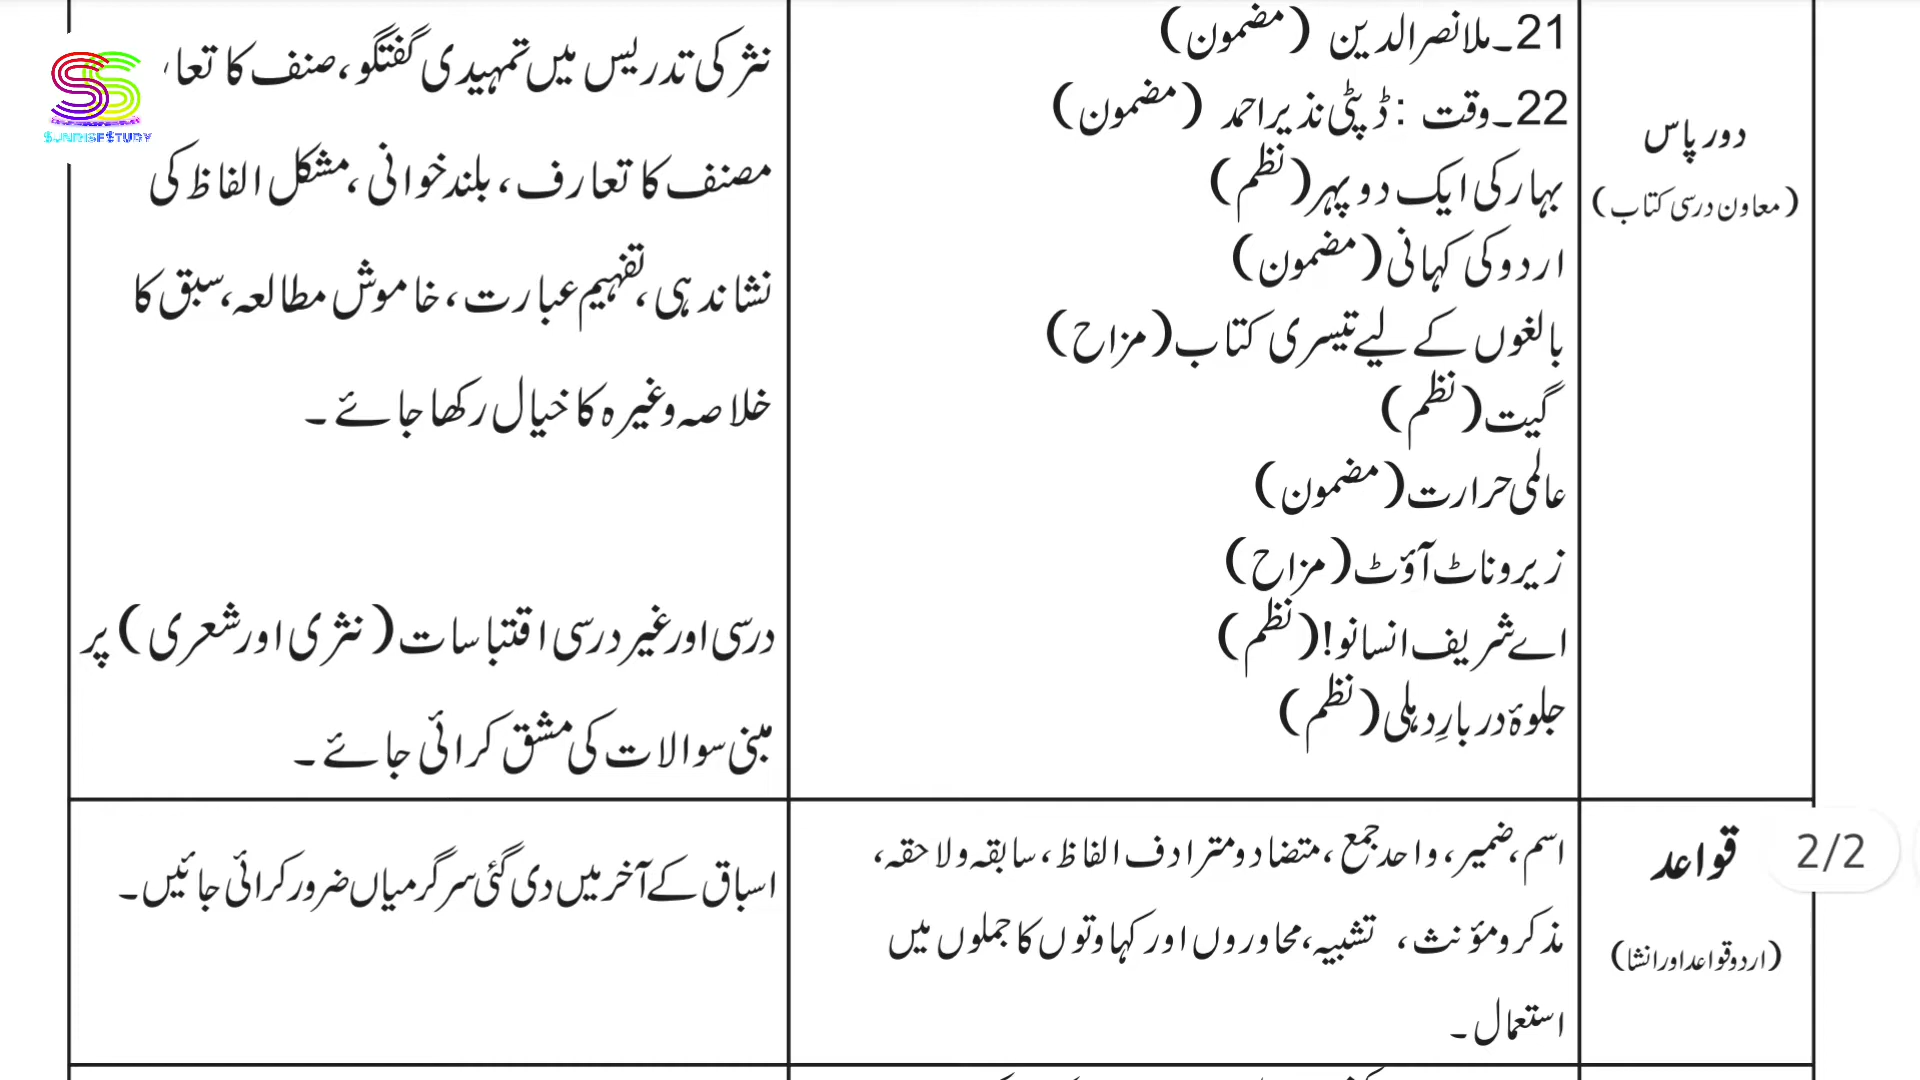 دور پاس
(معاون درسی کتاب)
21۔ملا نصرالدین (مضمون)
22۔وقت : ڈپٹی نذیر احمد (مضمون)
بہار کی ایک دوپہر (نظم)
اردو کی کہانی (مضمون)
بالغوں کے لیے تیسری کتاب (مزاح)
گیت (نظم)
عالمی حرارت (مضمون)
زیرو ناٹ آؤٹ (مزاح)
اے شریف انسانو! (نظم)
جلوۂ دربارِ دہلی (نظم)
نثر کی تدریس میں تمہیدی گفتگو، صنف کا
مصنف کا تعارف، بلند خوانی، مشکل الفاظ کی
نشاندہی، تفہیم عبارت، خاموش مطالعہ، سبق کا
خلاصہ وغیرہ کا خیال رکھا جائے ۔
درسی اور غیر درسی اقتباسات (نثری اور شعری) پر
مبنی سوالات کی مشق کرائی جائے ۔
قواعد
(اردو قواعد اور انشا)
اسم، ضمیر، واحد جمع، متضاد و مترادف الفاظ، سابقہ و لاحقہ،
مذکر و مؤنث، تشبیہ، محاوروں اور کہاوتوں کا جملوں میں
استعمال ۔
اسباق کے آخر میں دی گئی سرگرمیاں ضرور کرائی جائیں ۔
2/2
SUNRISESTUDY